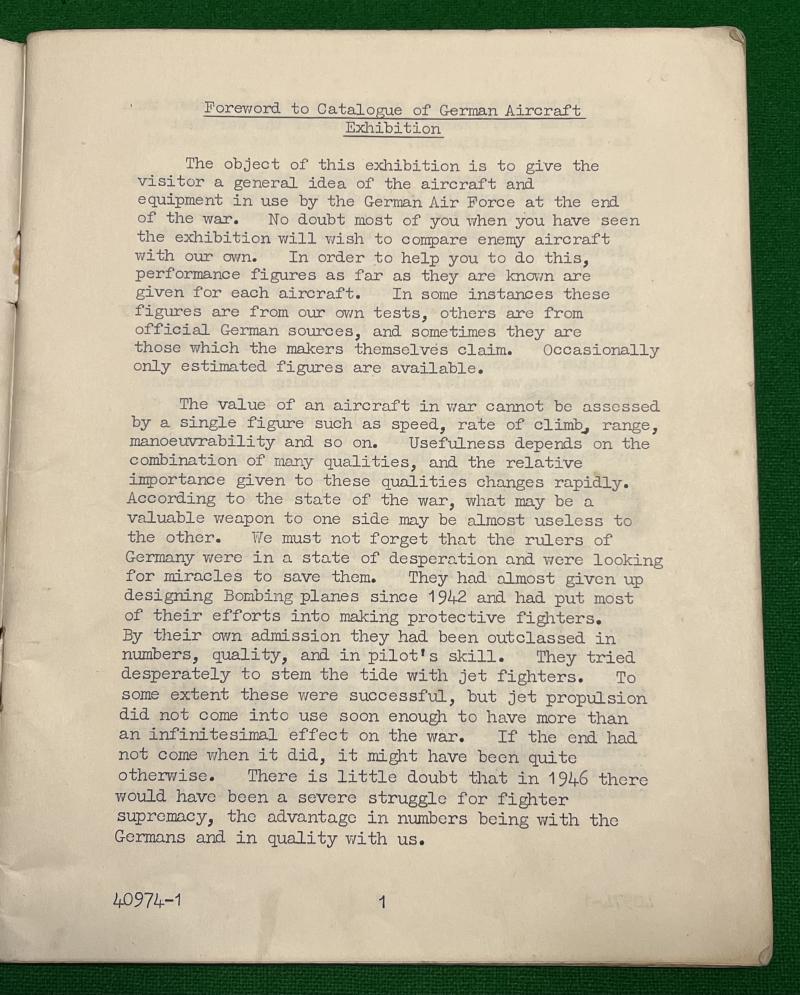 Foreword to Catalogue of German Aircraft
Exhibition
The object of this exhibition is to give the
visitor a general idea of the aircraft and
equipment in use by the German Air Force at the end
of the war. No doubt most of you when you have seen
the exhibition will wish to compare enemy aircraft
with our own. In order to help you to do this,
performance figures as far as they are known are
given for each aircraft. In some instances these
figures are from our own tests, others are from
official German sources, and sometimes they are
those which the makers themselves claim. Occasionally
only estimated figures are available.
The value of an aircraft in war cannot be assessed
by a single figure such as speed, rate of climb, range,
manoeuvrability and so on. Usefulness depends on the
combination of many qualities, and the relative
importance given to these qualities changes rapidly.
According to the state of the war, what may be a
valuable weapon to one side may be almost useless to
the other. We must not forget that the rulers of
Germany were in a state of desperation and were looking
for miracles to save them. They had almost given up
designing Bombing planes since 1942 and had put most
of their efforts into making protective fighters.
By their own admission they had been outclassed in
numbers, quality, and in pilot's skill. They tried
desperately to stem the tide with jet fighters. To
some extent these were successful, but jet propulsion
did not come into use soon enough to have more than
an infinitesimal effect on the war. If the end had
not come when it did, it might have been quite
otherwise. There is little doubt that in 1946 there
would have been a severe struggle for fighter
supremacy, the advantage in numbers being with the
Germans and in quality with us.
40974-1 1